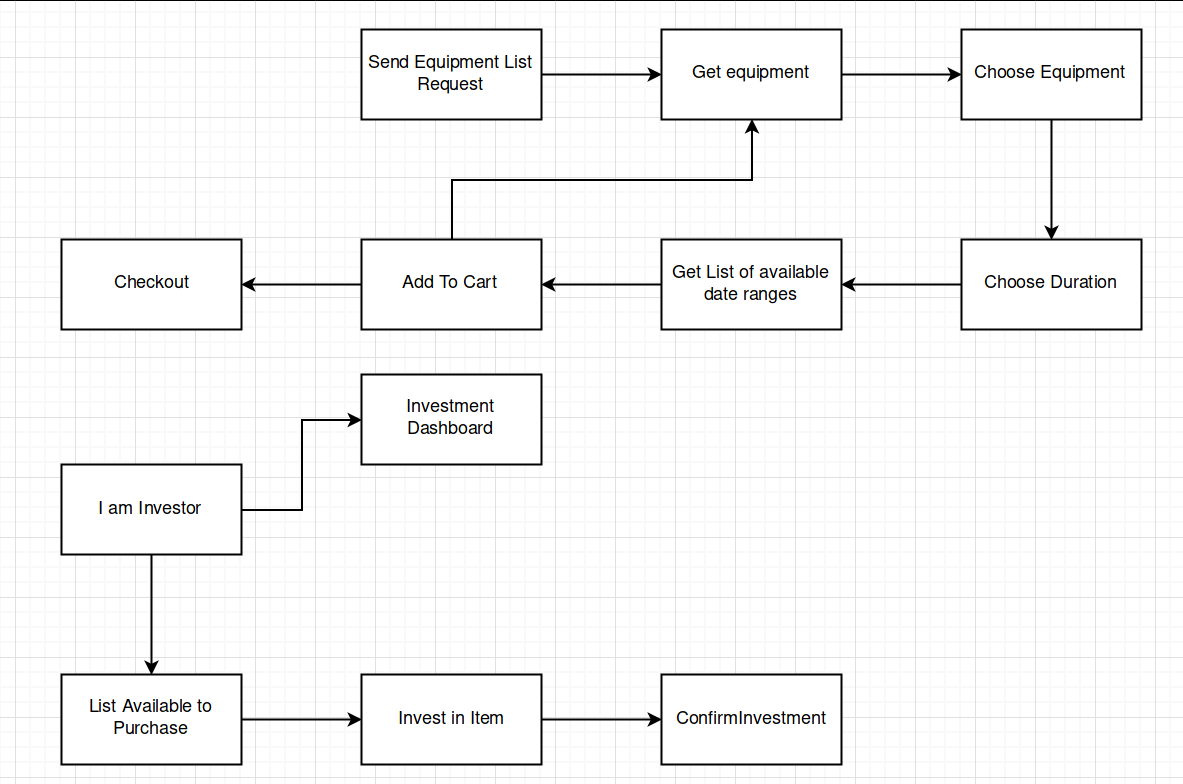 Send Equipment List
Request
Get equipment
Choose Equipment
Checkout
Add To Cart
Get List of available
date ranges
Choose Duration
Investment
Dashboard
I am Investor
List Available to
Purchase
Invest in Item
ConfirmInvestment